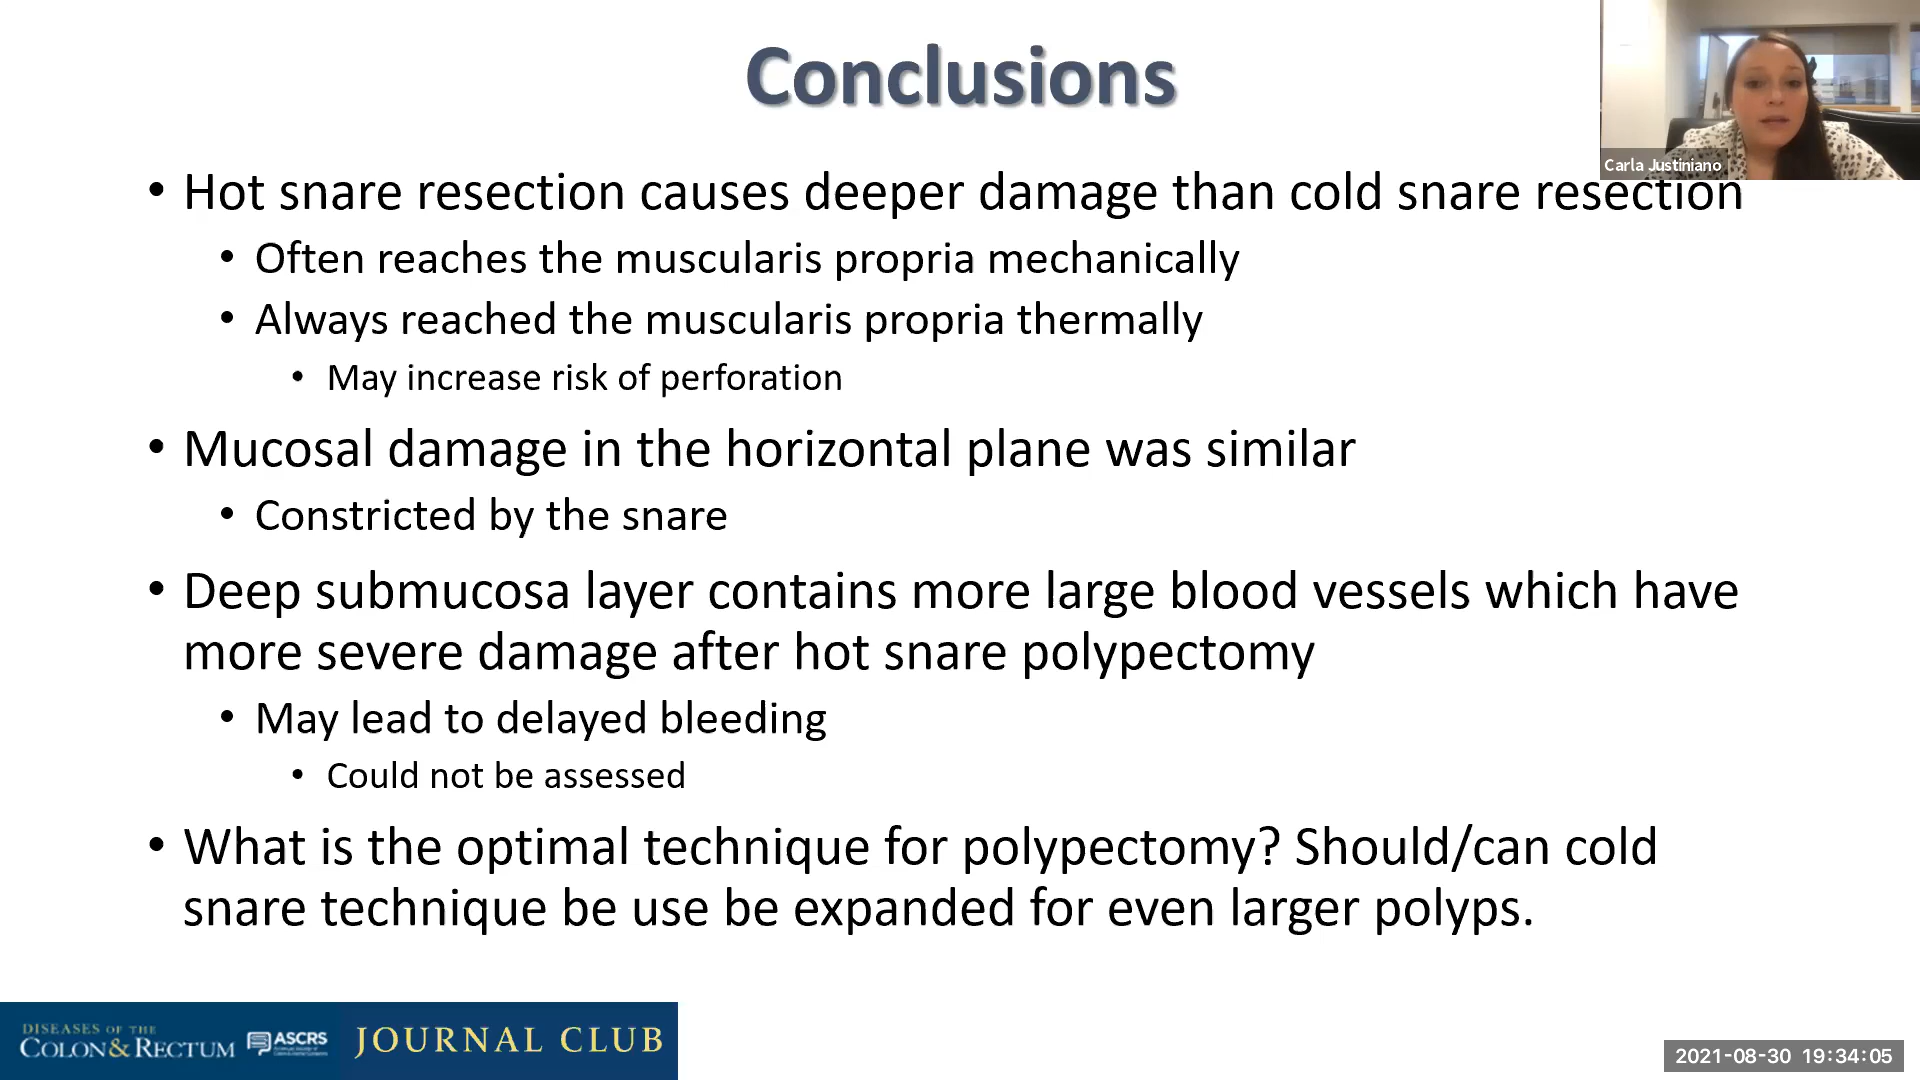 Conclusions
Carla Justiniano
• Hot snare resection causes deeper damage than cold snare resection
• Often reaches the muscularis propria mechanically
• Always reached the muscularis propria thermally
• May increase risk of perforation
• Mucosal damage in the horizontal plane was similar
• Constricted by the snare
• Deep submucosa layer contains more large blood vessels which have
more severe damage after hot snare polypectomy
• May lead to delayed bleeding
• Could not be assessed
• What is the optimal technique for polypectomy? Should/can cold
snare technique be use be expanded for even larger polyps.
DISEASES OF THE
COLON & RECTUM
ASCRS
JOURNAL CLUB
2021-08-30 19:34:05